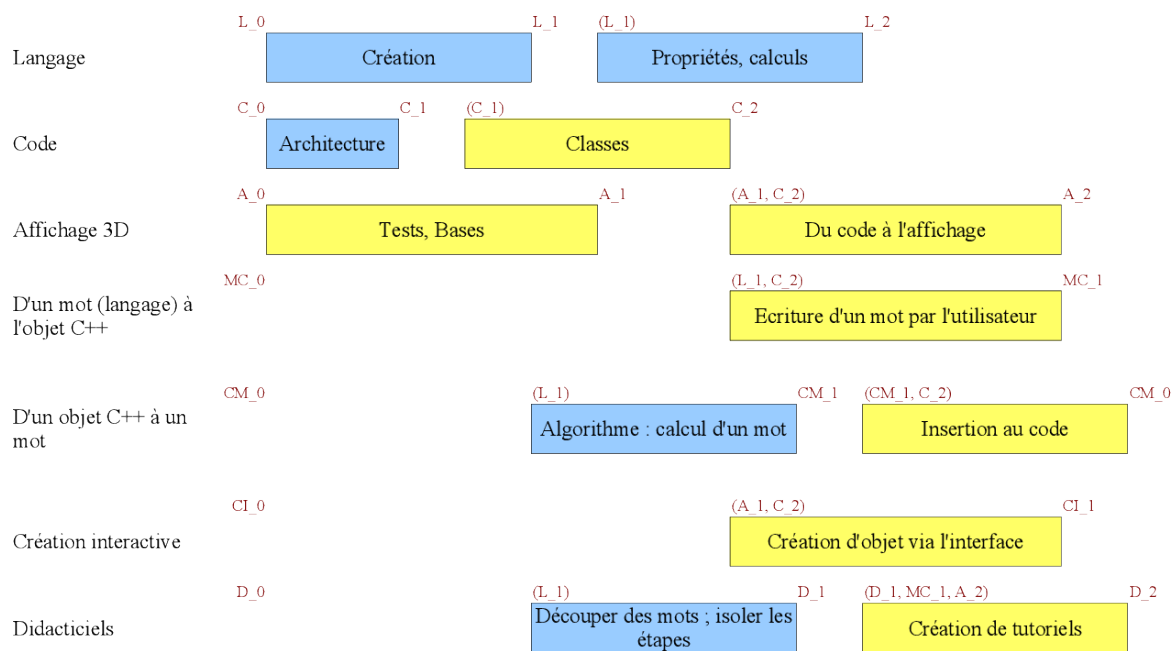 L_0 L_1 (L_1) L_2
Langage Création Propriétés, calculs
C_0 C_1 (C_1) C_2
Code Architecture Classes
A_0 A_1 (A_1, C_2) A_2
Affichage 3D Tests, Bases Du code à l'affichage
MC_0 (L_1, C_2) MC_1
D'un mot (langage) à
l'objet C++
Ecriture d'un mot par l'utilisateur
CM_0 (L_1) CM_1 (CM_1, C_2) CM_0
D'un objet C++ à un
mot
Algorithme : calcul d'un mot Insertion au code
CI_0 (A_1, C_2) CI_1
Création interactive Création d'objet via l'interface
D_0 (L_1) D_1 (D_1, MC_1, A_2) D_2
Didacticiels
Découper des mots ; isoler les
étapes
Création de tutoriels